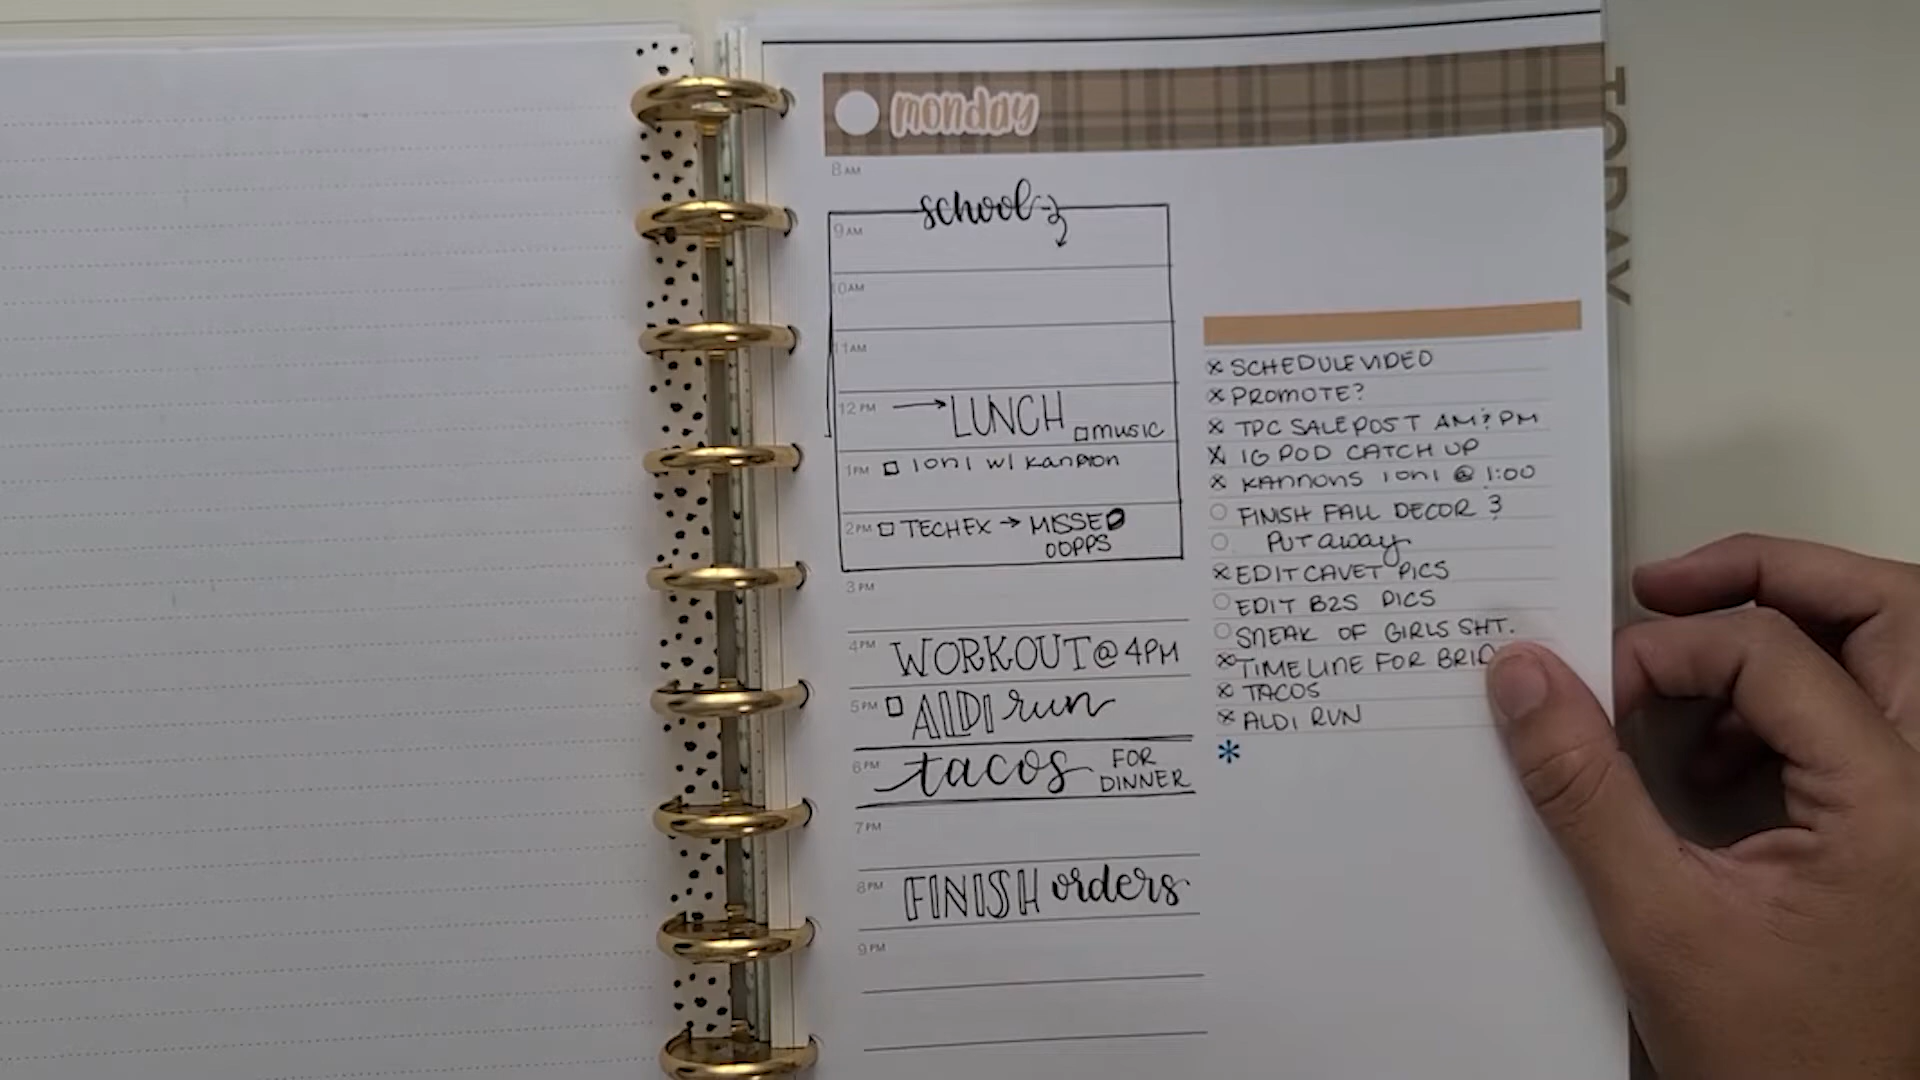 TODAY
monday
8 AM
school
9 AM
10 AM
11 AM
12 PM → LUNCH □ music
1 PM □ 1on1 w/ Kannon
2 PM □ TECHEX → MISSED
OOPPS
3 PM
4 PM WORKOUT @ 4PM
5 PM □ ALDI run
6 PM tacos FOR
DINNER
7 PM
8 PM FINISH orders
9 PM
SCHEDULE VIDEO
PROMOTE?
TPC SALE POST AM & PM
IG POD CATCH UP
KANNONS 1on1 @ 1:00
FINISH FALL DECOR &
PUT away
EDIT CAVET PICS
EDIT B2S PICS
SNEAK OF GIRLS SHT.
TIMELINE FOR
TACOS
ALDI RUN
*